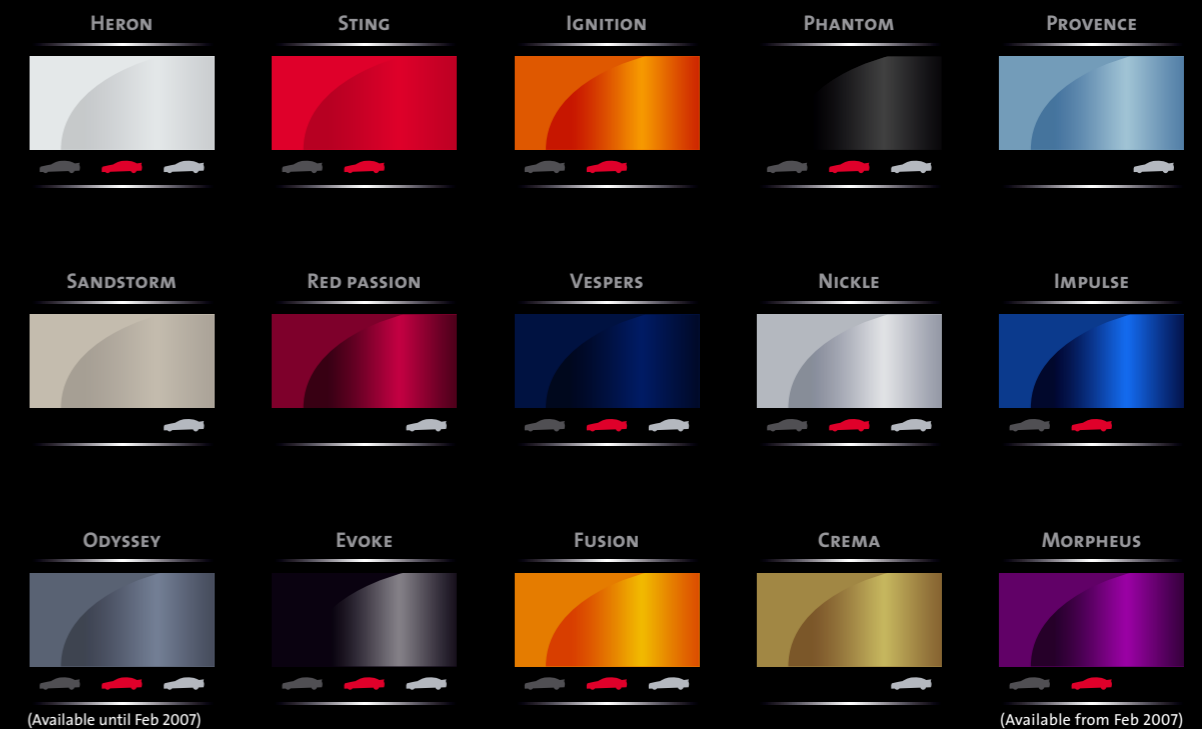 Heron
Sting
Ignition
Phantom
Provence
Sandstorm
Red passion
Vespers
Nickle
Impulse
Odyssey
Evoke
Fusion
Crema
Morpheus
(Available until Feb 2007)
(Available from Feb 2007)